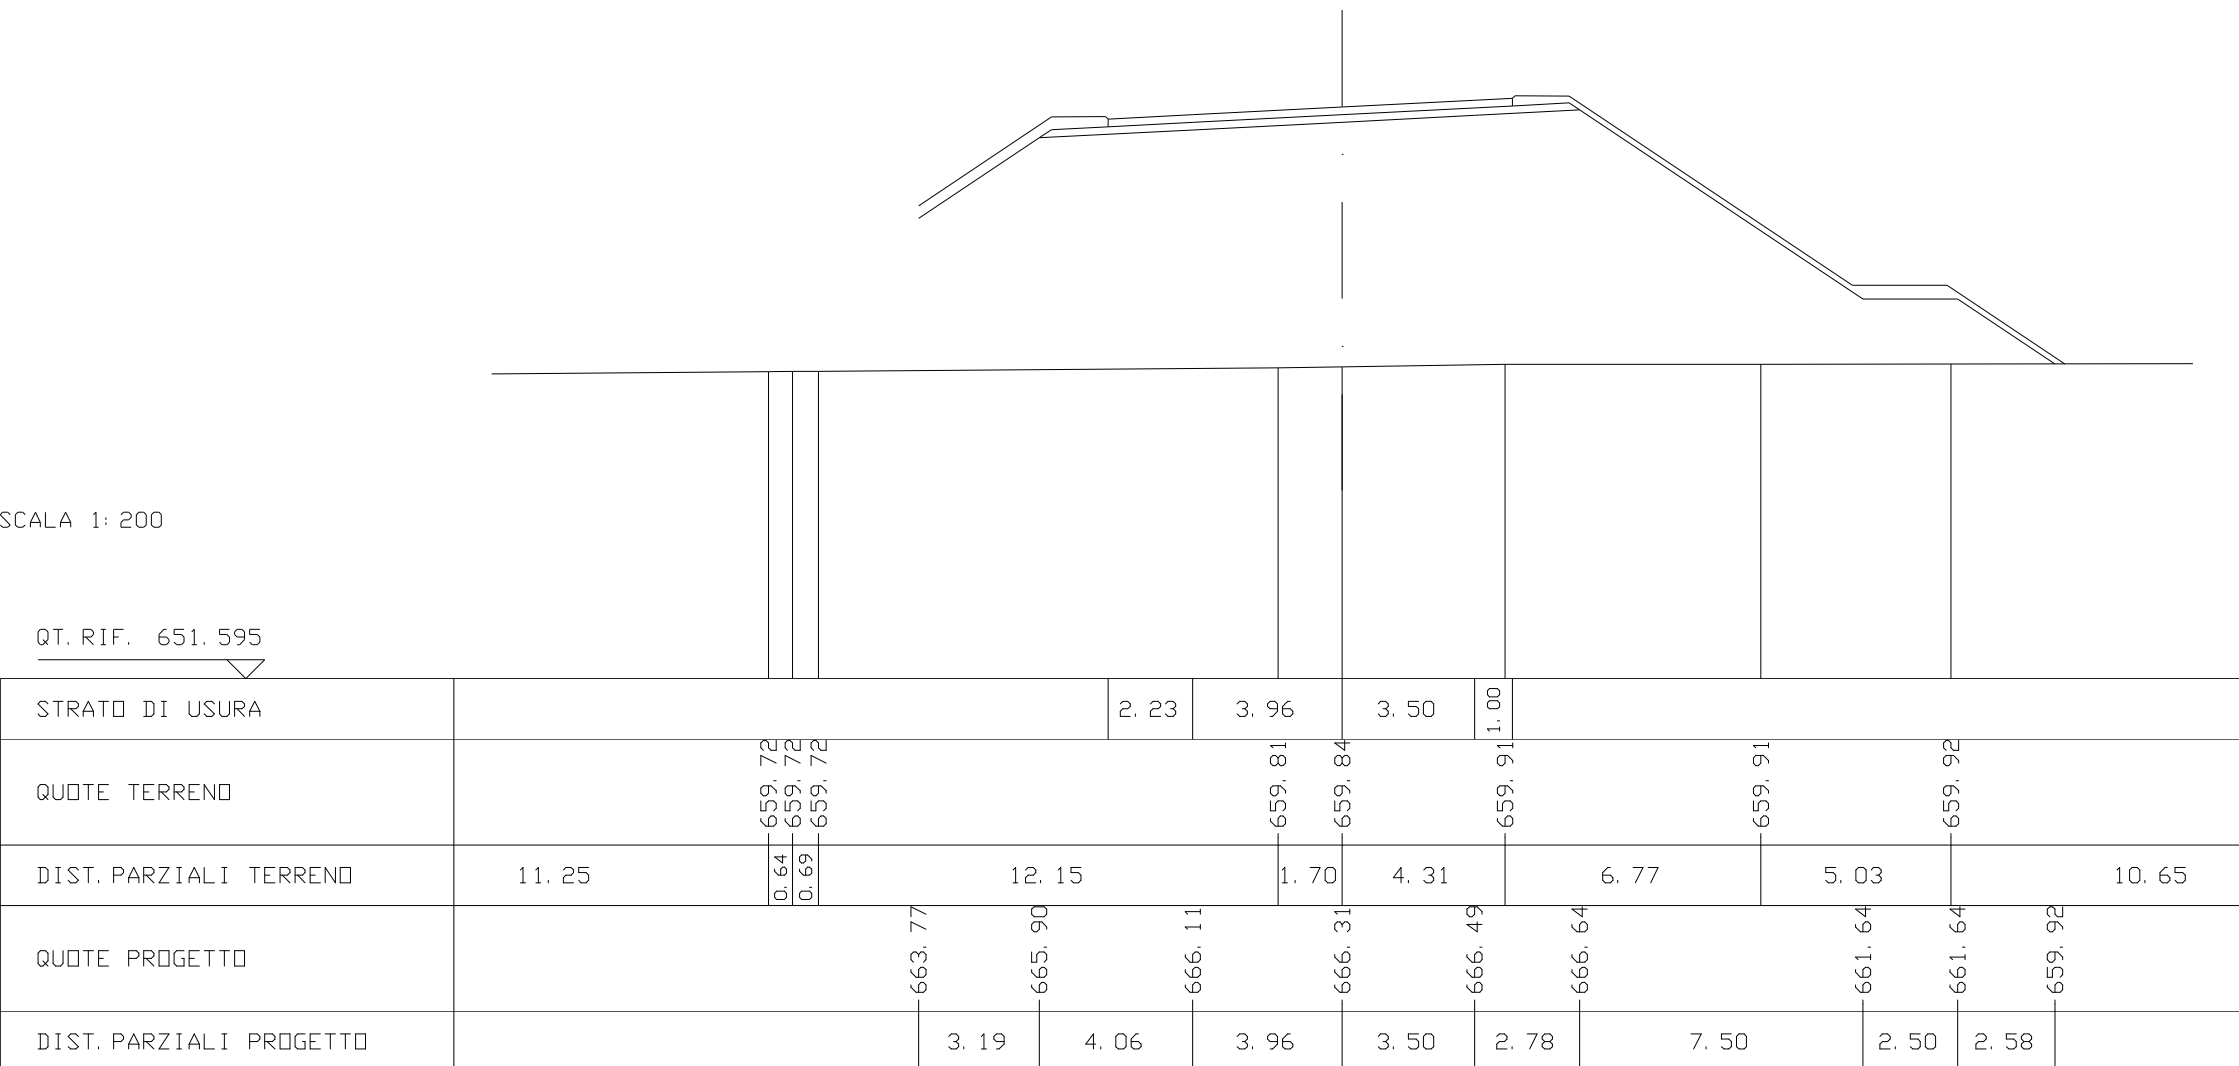 SCALA 1:200
QT.RIF. 651.595
STRATO DI USURA 2.23 3.96 3.50 1.00
QUOTE TERRENO 659.72 659.72 659.72 659.81 659.84 659.91 659.91 659.92
DIST.PARZIALI TERRENO 11.25 0.64 0.69 12.15 1.70 4.31 6.77 5.03 10.65
QUOTE PROGETTO 663.77 665.90 666.11 666.31 666.49 666.64 661.64 661.64 659.92
DIST.PARZIALI PROGETTO 3.19 4.06 3.96 3.50 2.78 7.50 2.50 2.58